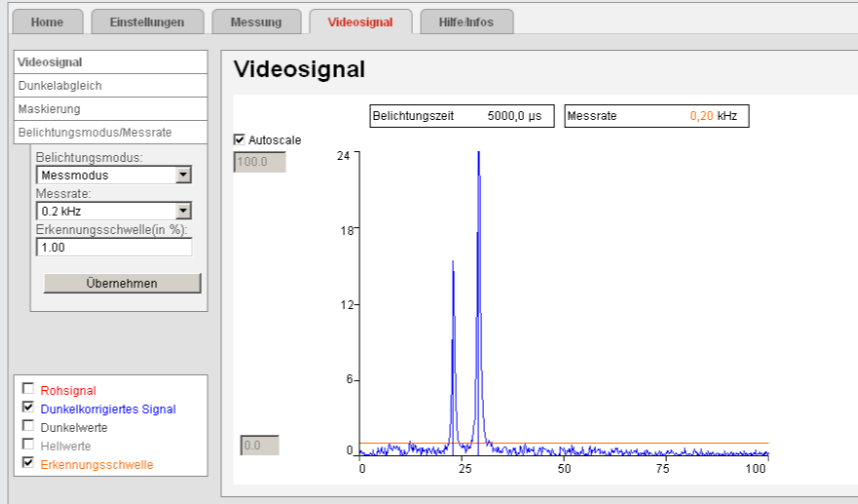 Home Einstellungen Messung Videosignal Hilfe/Infos
Videosignal
Dunkelabgleich
Maskierung
Belichtungsmodus/Messrate
Belichtungsmodus:
Messmodus
Messrate:
0.2 kHz
Erkennungsschwelle(in %):
1.00
Übernehmen
Rohsignal
Dunkelkorrigiertes Signal
Dunkelwerte
Hellwerte
Erkennungsschwelle
Videosignal
Belichtungszeit 5000,0 µs Messrate 0,20 kHz
Autoscale
100.0
24
18
12
6
0
0.0
0 25 50 75 100